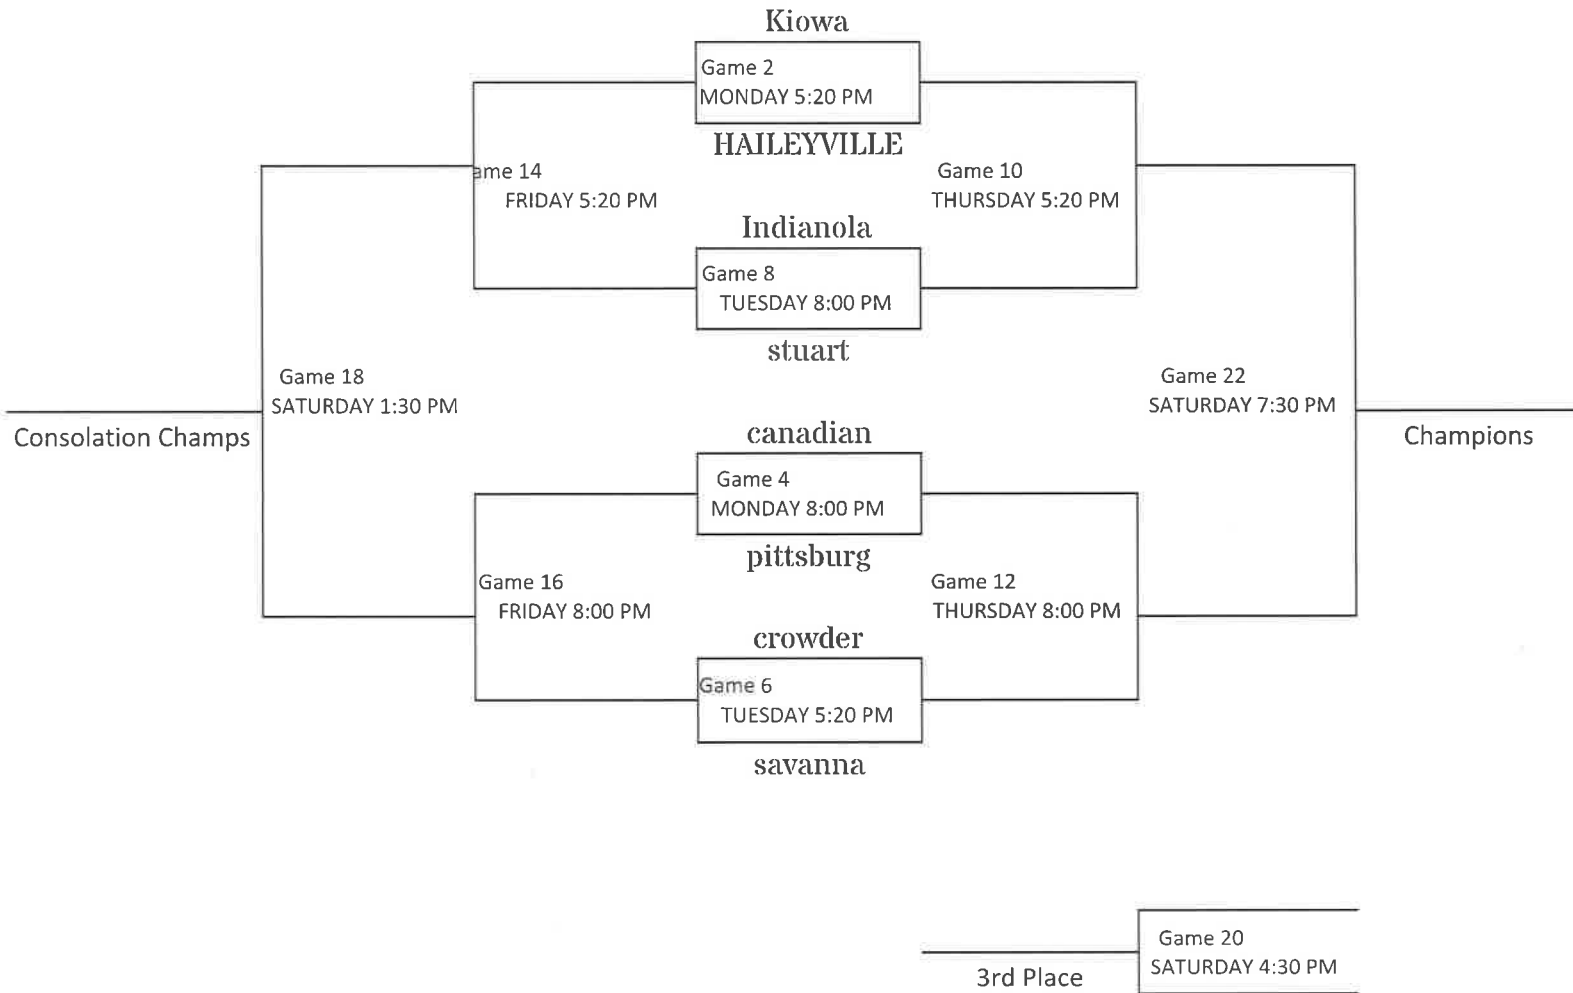 Kiowa
Game 2
MONDAY 5:20 PM
HAILEYVILLE
ame 14
FRIDAY 5:20 PM
Game 10
THURSDAY 5:20 PM
Indianola
Game 8
TUESDAY 8:00 PM
stuart
Game 18
SATURDAY 1:30 PM
Consolation Champs
Game 22
SATURDAY 7:30 PM
Champions
canadian
Game 4
MONDAY 8:00 PM
pittsburg
Game 16
FRIDAY 8:00 PM
Game 12
THURSDAY 8:00 PM
crowder
Game 6
TUESDAY 5:20 PM
savanna
Game 20
SATURDAY 4:30 PM
3rd Place